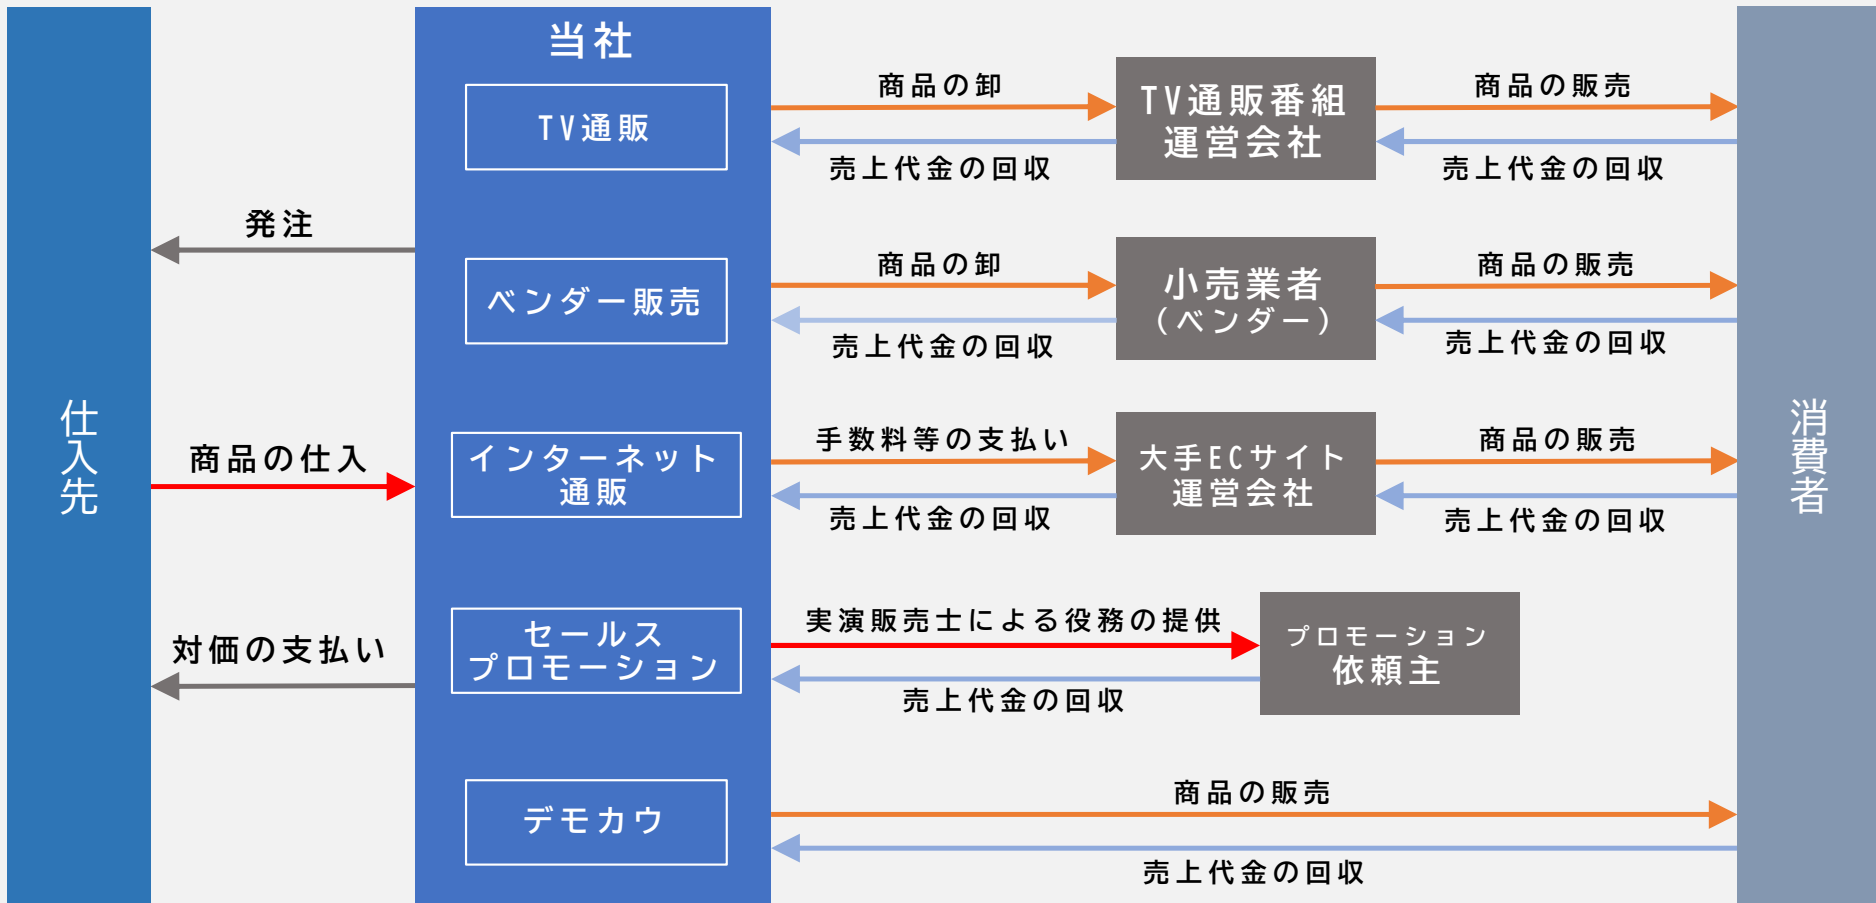 仕入先
発注
商品の仕入
対価の支払い
当社
TV通販
商品の卸
売上代金の回収
TV通販番組
運営会社
商品の販売
売上代金の回収
ベンダー販売
商品の卸
売上代金の回収
小売業者
（ベンダー）
商品の販売
売上代金の回収
インターネット
通販
手数料等の支払い
売上代金の回収
大手ECサイト
運営会社
商品の販売
売上代金の回収
セールス
プロモーション
実演販売士による役務の提供
売上代金の回収
プロモーション
依頼主
デモカウ
商品の販売
売上代金の回収
消費者